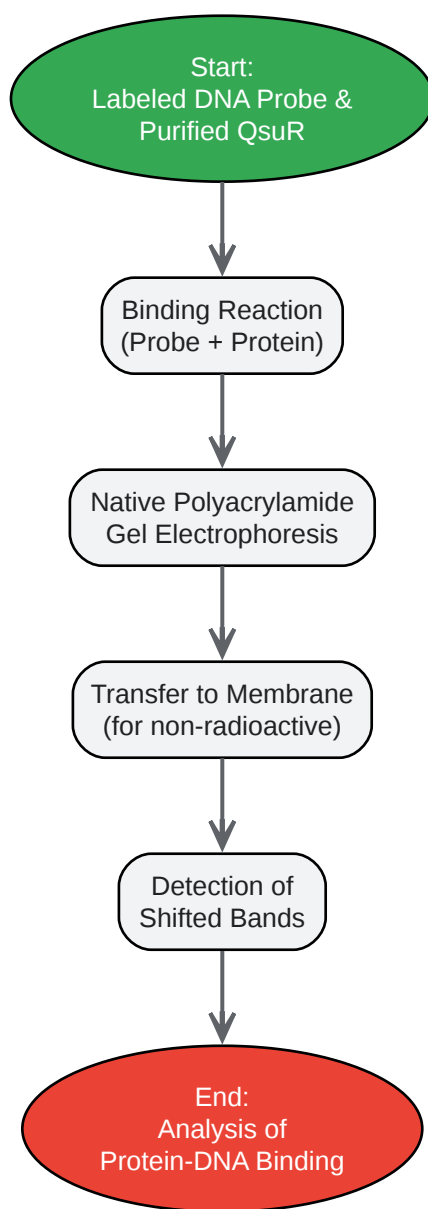 Start:
Labeled DNA Probe &
Purified QsuR
Binding Reaction
(Probe + Protein)
Native Polyacrylamide
Gel Electrophoresis
Transfer to Membrane
(for non-radioactive)
Detection of
Shifted Bands
End:
Analysis of
Protein-DNA Binding